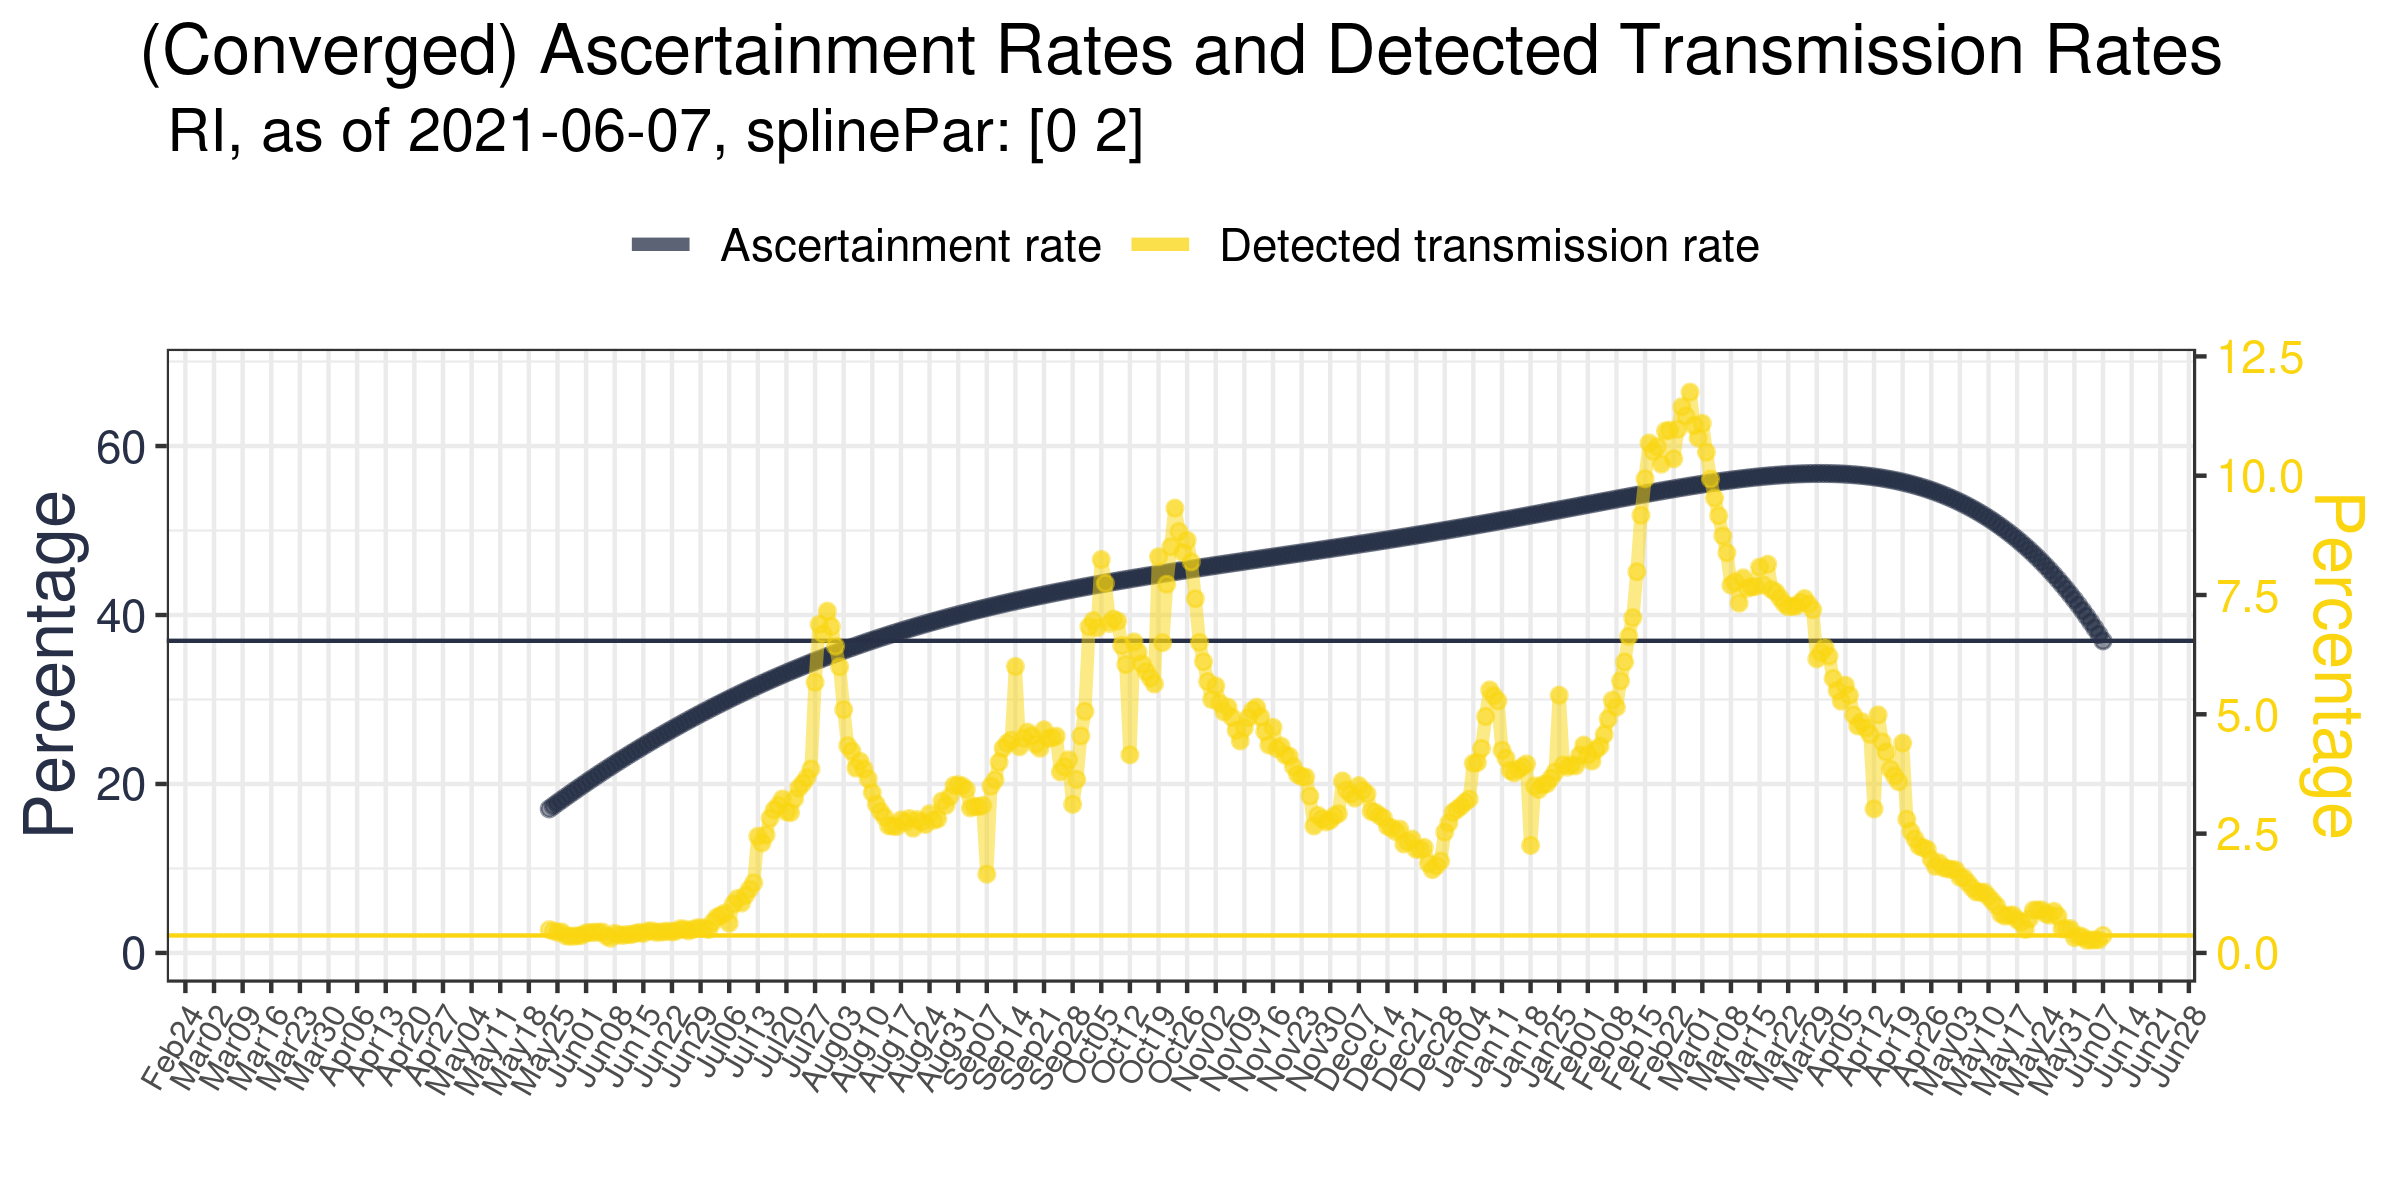 (Converged) Ascertainment Rates and Detected Transmission Rates
RI, as of 2021-06-07, splinePar: [0 2]
Ascertainment rate
Detected transmission rate
Percentage
60
40
20
0
12.5
10.0
7.5
5.0
2.5
0.0
Percentage
Feb24
Mar02
Mar09
Mar16
Mar23
Mar30
Apr06
Apr13
Apr20
Apr27
May04
May11
May18
May25
Jun01
Jun08
Jun15
Jun22
Jun29
Jul06
Jul13
Jul20
Jul27
Aug03
Aug10
Aug17
Aug24
Aug31
Sep07
Sep14
Sep21
Sep28
Oct05
Oct12
Oct19
Oct26
Nov02
Nov09
Nov16
Nov23
Nov30
Dec07
Dec14
Dec21
Dec28
Jan04
Jan11
Jan18
Jan25
Feb01
Feb08
Feb15
Feb22
Mar01
Mar08
Mar15
Mar22
Mar29
Apr05
Apr12
Apr19
Apr26
May03
May10
May17
May24
May31
Jun07
Jun14
Jun21
Jun28